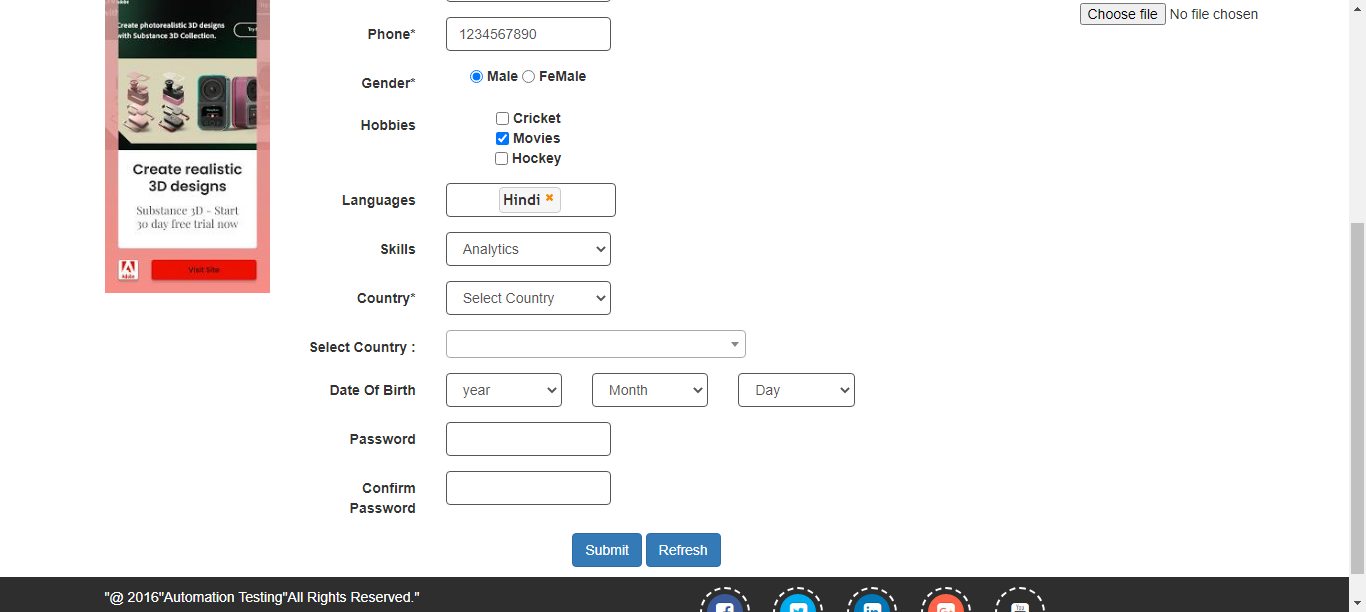 Create photorealistic 3D designs
with Substance 3D Collection.
Create realistic
3D designs
Substance 3D - Start
30 day free trial now
Adobe
Visit Site
Choose file No file chosen
Phone* 1234567890
Gender* Male FeMale
Hobbies
Cricket
Movies
Hockey
Languages Hindi
Skills Analytics
Country* Select Country
Select Country :
Date Of Birth year Month Day
Password
Confirm
Password
Submit Refresh
"@ 2016"Automation Testing"All Rights Reserved."